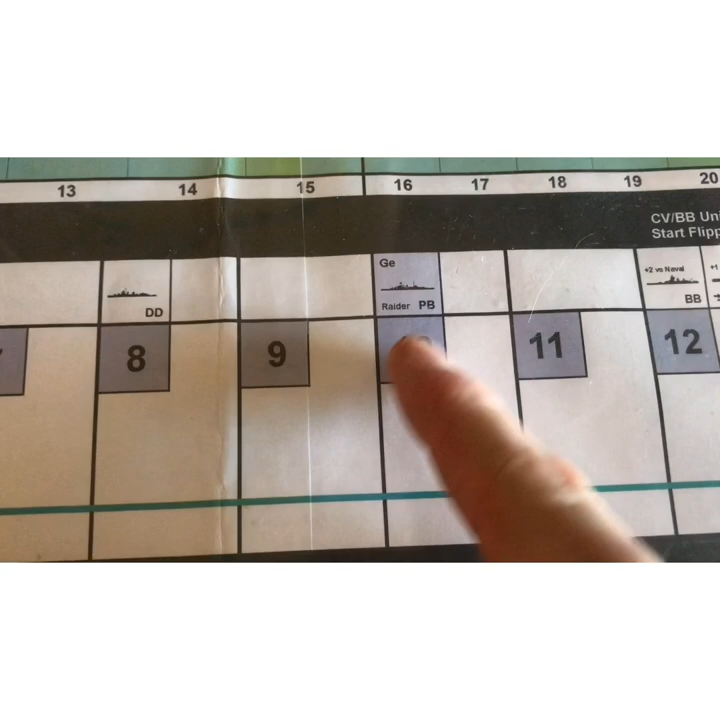 13 14 15 16 17 18 19 20
CV/BB Un
Start Flipp
Ge
+2 vs Naval
+1
DD
Raider PB
BB
8 9 11 12